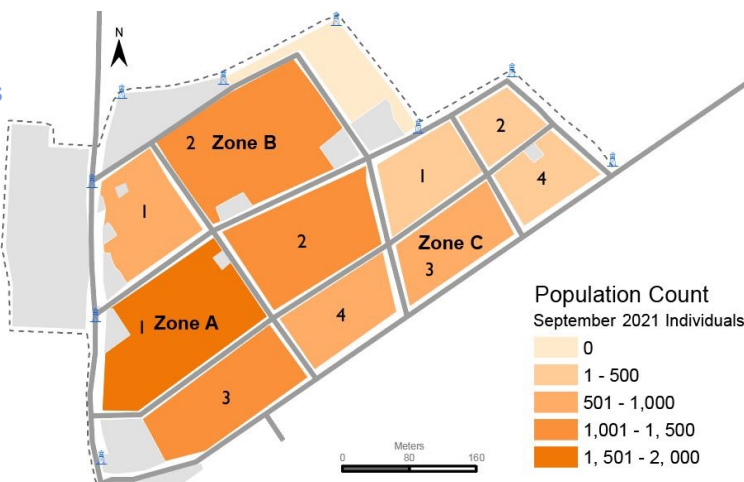 N
2 Zone B
2
1
4
1
2
Zone C
3
1 Zone A
4
3
Population Count
September 2021 Individuals
0
1 - 500
501 - 1,000
1,001 - 1, 500
1, 501 - 2, 000
Meters
0 80 160